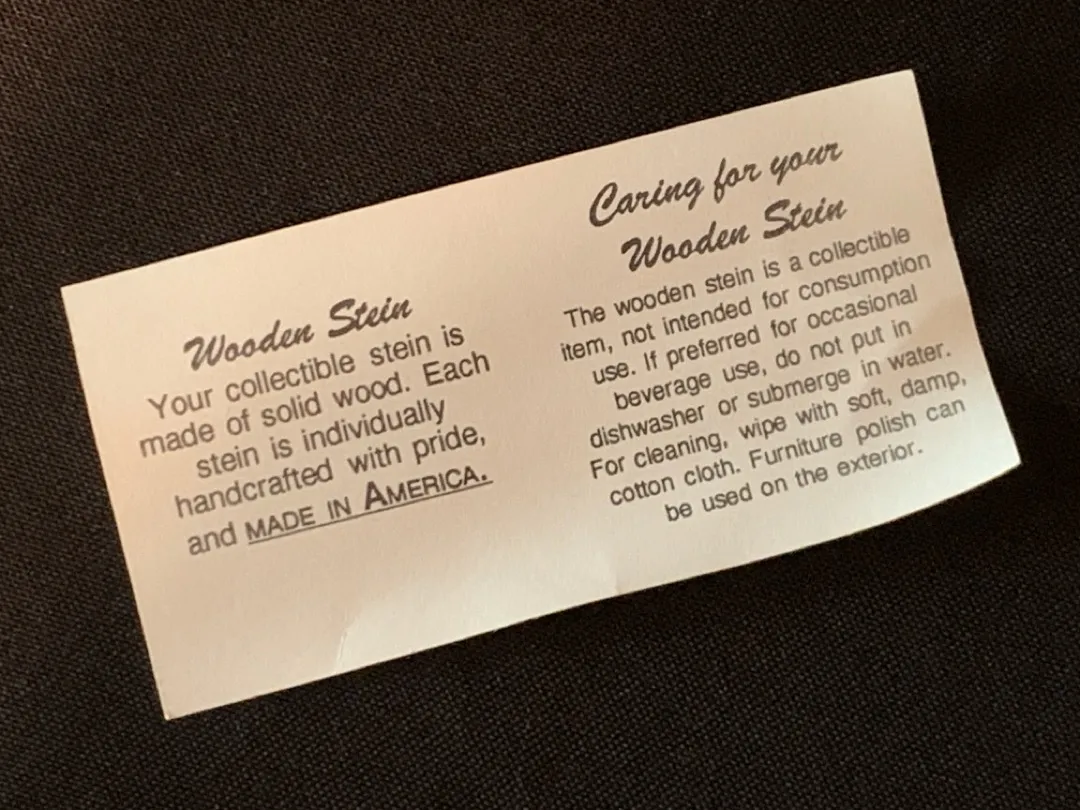 Wooden Stein
Your collectible stein is
made of solid wood. Each
stein is individually
handcrafted with pride,
and MADE IN AMERICA.
Caring for your
Wooden Stein
The wooden stein is a collectible
item, not intended for consumption
use. If preferred for occasional
beverage use, do not put in
dishwasher or submerge in water.
For cleaning, wipe with soft, damp,
cotton cloth. Furniture polish can
be used on the exterior.